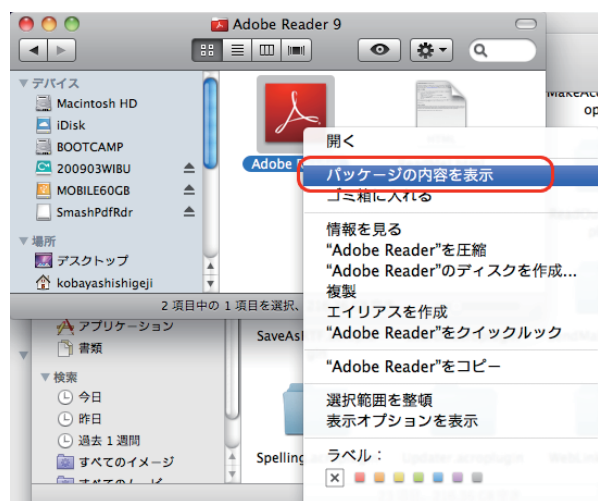 Adobe Reader 9
デバイス
Macintosh HD
iDisk
BOOTCAMP
200903WIBU
MOBILE60GB
SmashPdfRdr
場所
デスクトップ
kobayashishigeji
2 項目中の 1 項目を選択、
Adobe
開く
パッケージの内容を表示
ゴミ箱に入れる
情報を見る
“Adobe Reader”を圧縮
“Adobe Reader”のディスクを作成...
複製
エイリアスを作成
“Adobe Reader”をクイックルック
“Adobe Reader”をコピー
選択範囲を整頓
表示オプションを表示
ラベル：
アプリケーション
書類
検索
今日
昨日
過去 1 週間
すべてのイメージ
SaveAs
Spelling